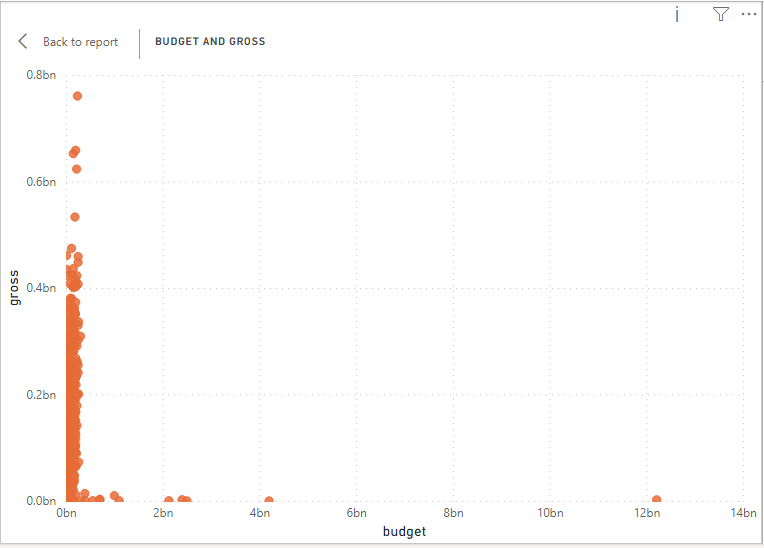 Back to report
BUDGET AND GROSS
0.8bn
0.6bn
0.4bn
0.2bn
0.0bn
gross
0bn 2bn 4bn 6bn 8bn 10bn 12bn 14bn
budget